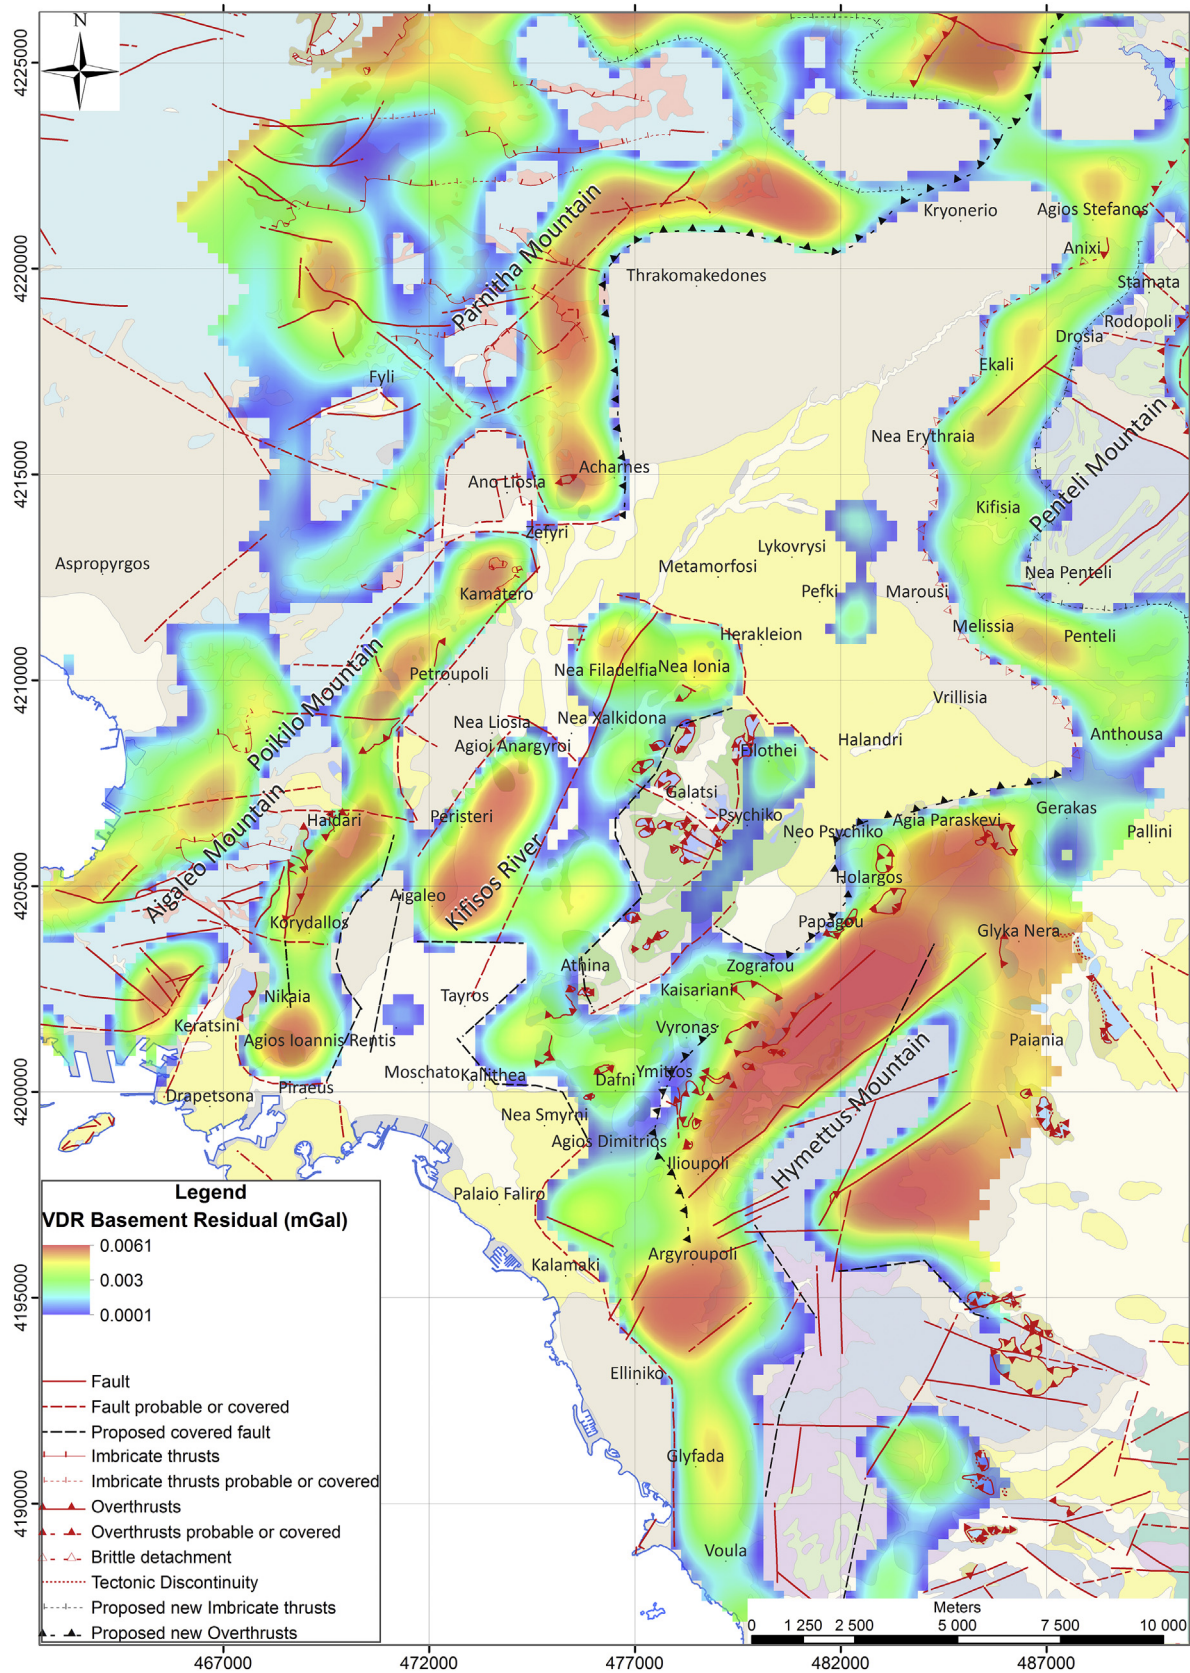 N
4225000
Kryonerio
Agios Stefanos
Parnitha Mountain
4220000
Thrakomakedones
Anixi
Stamata
Rodopoli
Drosia
Ekali
Fyli
Nea Erythraia
Penteli Mountain
4215000
Acharnes
Ano Liosia
Kifisia
Zefyri
Lykovrysi
Aspropyrgos
Metamorfosi
Nea Penteli
Kamatero
Pefki
Marousi
Melissia
Penteli
Herakleion
4210000
Petroupoli
Nea Filadelfia
Nea Ionia
Poikilo Mountain
Vrillisia
Nea Liosia
Nea Xalkidona
Agioi Anargyroi
Filothei
Halandri
Anthousa
Aigaleo Mountain
Galatsi
Haidari
Peristeri
Psychiko
Neo Psychiko
Agia Paraskevi
Gerakas
Pallini
4205000
Kifisos River
Aigaleo
Holargos
Korydallos
Papagou
Glyka Nera
Athina
Zografou
Nikaia
Tayros
Kaisariani
Keratsini
Agios Ioannis Rentis
Vyronas
Paiania
Moschato
Kallithea
Dafni
Ymittos
4200000
Drapetsona
Piraeus
Hymettus Mountain
Nea Smyrni
Agios Dimitrios
Ilioupoli
Palaio Faliro
Argyroupoli
Kalamaki
4195000
Elliniko
Glyfada
4190000
Voula
Legend
VDR Basement Residual (mGal)
0.0061
0.003
0.0001
Fault
Fault probable or covered
Proposed covered fault
Imbricate thrusts
Imbricate thrusts probable or covered
Overthrusts
Overthrusts probable or covered
Brittle detachment
Tectonic Discontinuity
Proposed new Imbricate thrusts
Proposed new Overthrusts
Meters
0 1 250 2 500 5 000 7 500 10 000
467000 472000 477000 482000 487000